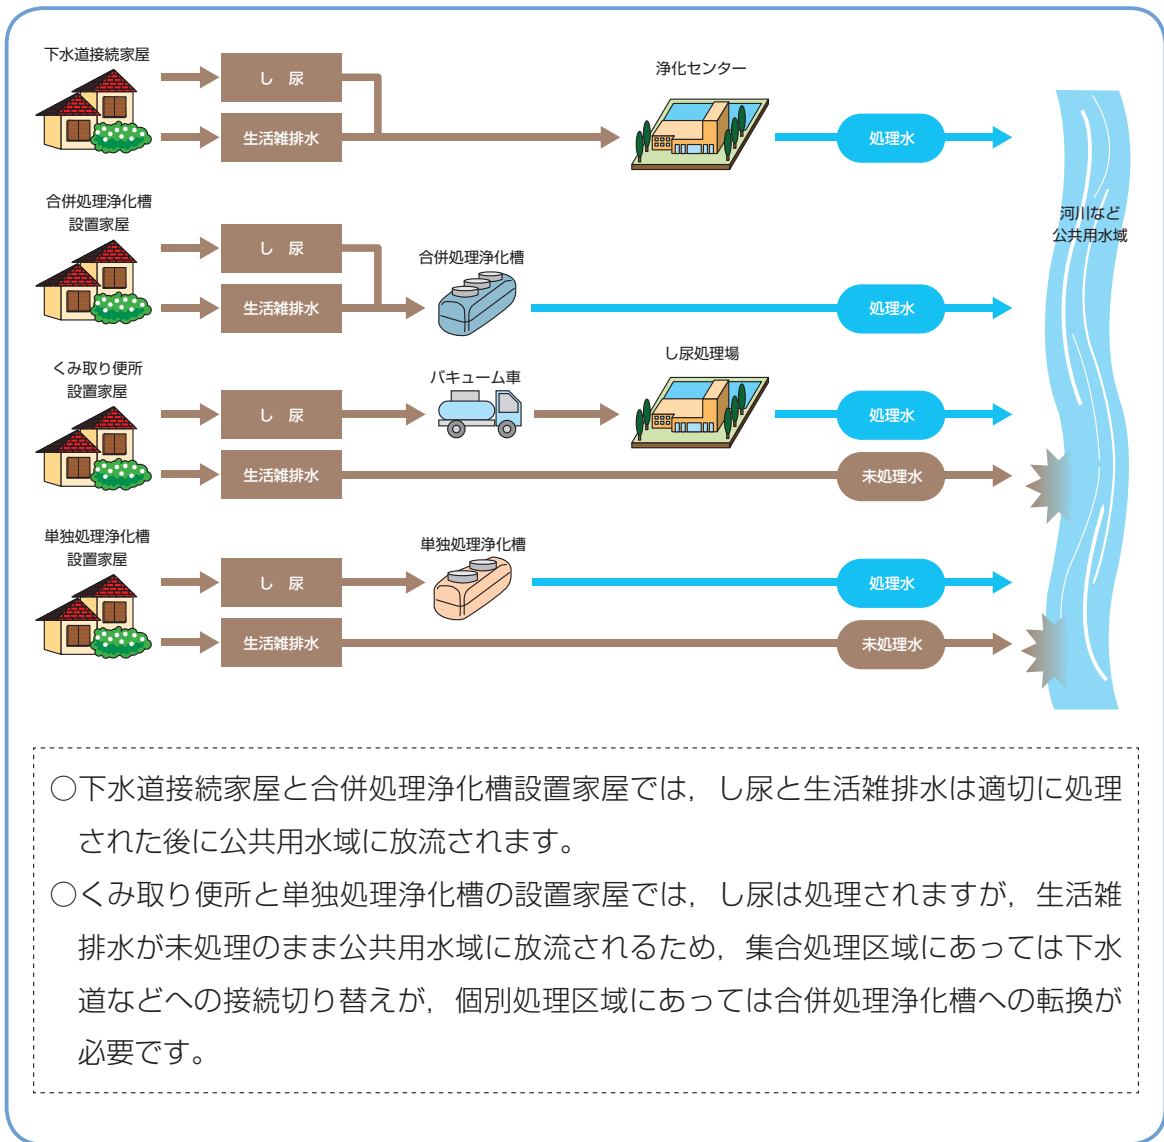 下水道接続家屋
し 尿
生活雑排水
浄化センター
処理水
河川など
公共用水域
合併処理浄化槽
設置家屋
し 尿
生活雑排水
合併処理浄化槽
処理水
くみ取り便所
設置家屋
し 尿
バキューム車
し尿処理場
処理水
生活雑排水
未処理水
単独処理浄化槽
設置家屋
し 尿
単独処理浄化槽
処理水
生活雑排水
未処理水
○下水道接続家屋と合併処理浄化槽設置家屋では，し尿と生活雑排水は適切に処理
された後に公共用水域に放流されます。
○くみ取り便所と単独処理浄化槽の設置家屋では，し尿は処理されますが，生活雑
排水が未処理のまま公共用水域に放流されるため，集合処理区域にあっては下水
道などへの接続切り替えが，個別処理区域にあっては合併処理浄化槽への転換が
必要です。